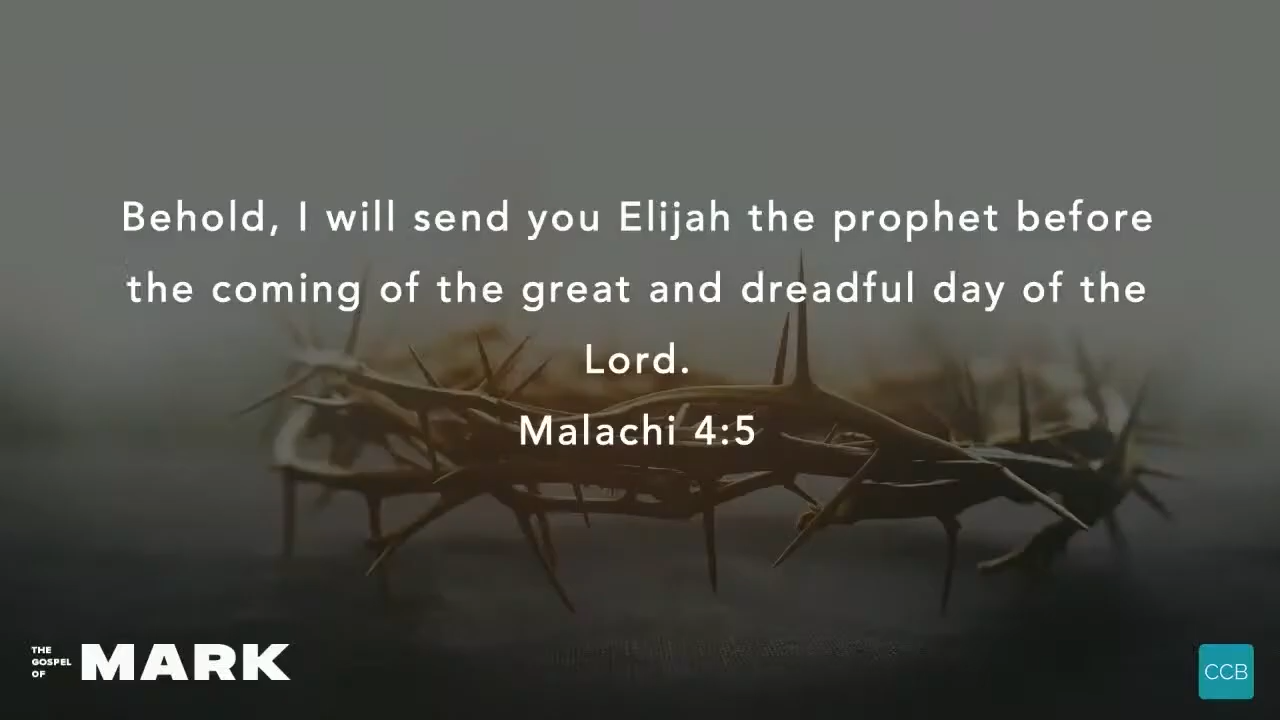 Behold, I will send you Elijah the prophet before
the coming of the great and dreadful day of the
Lord.
Malachi 4:5
THE
GOSPEL
OF
MARK
CCB